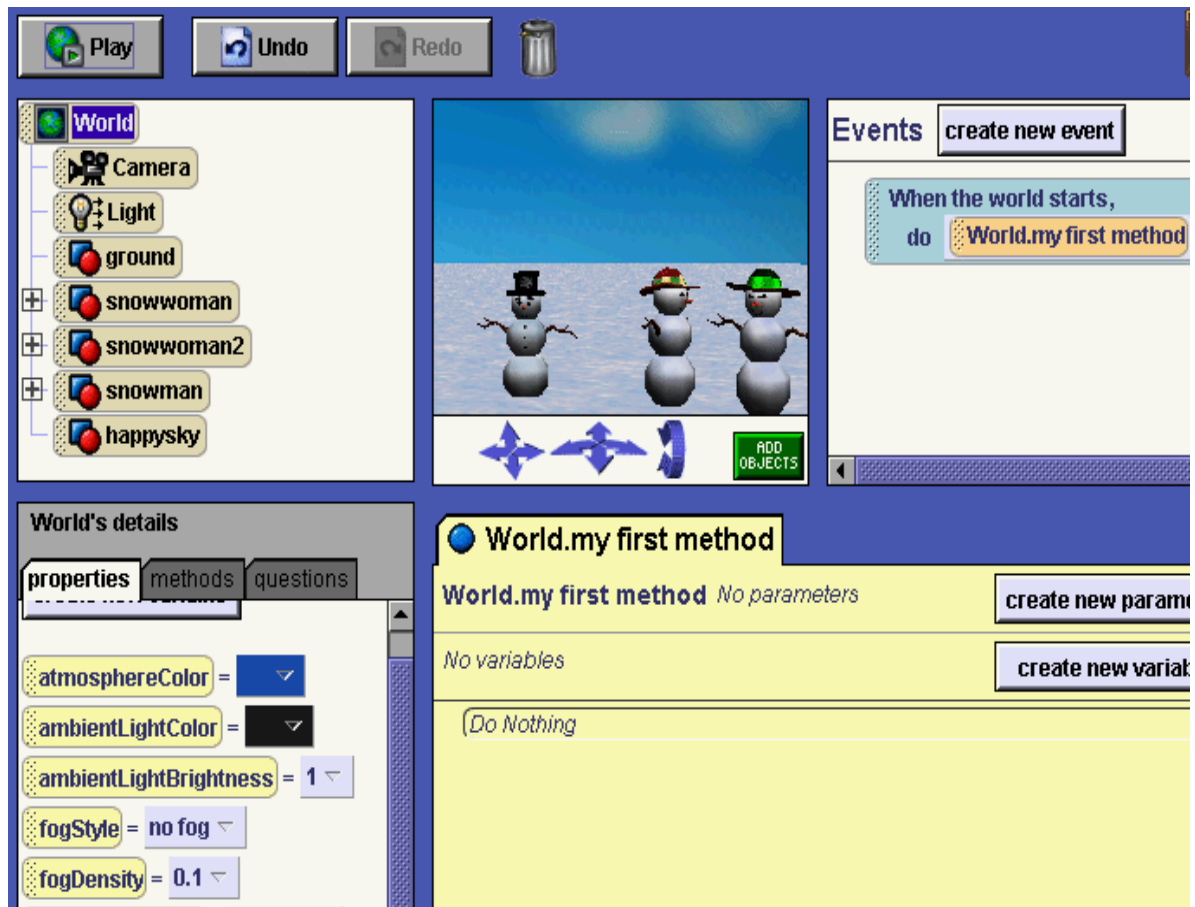 Play
Undo
Redo
World
Camera
Light
ground
snowwoman
snowwoman2
snowman
happysky
ADD
OBJECTS
Events
create new event
When the world starts,
do World.my first method
World's details
properties methods questions
atmosphereColor =
ambientLightColor =
ambientLightBrightness = 1
fogStyle = no fog
fogDensity = 0.1
World.my first method
World.my first method No parameters
create new parame
No variables
create new variab
Do Nothing